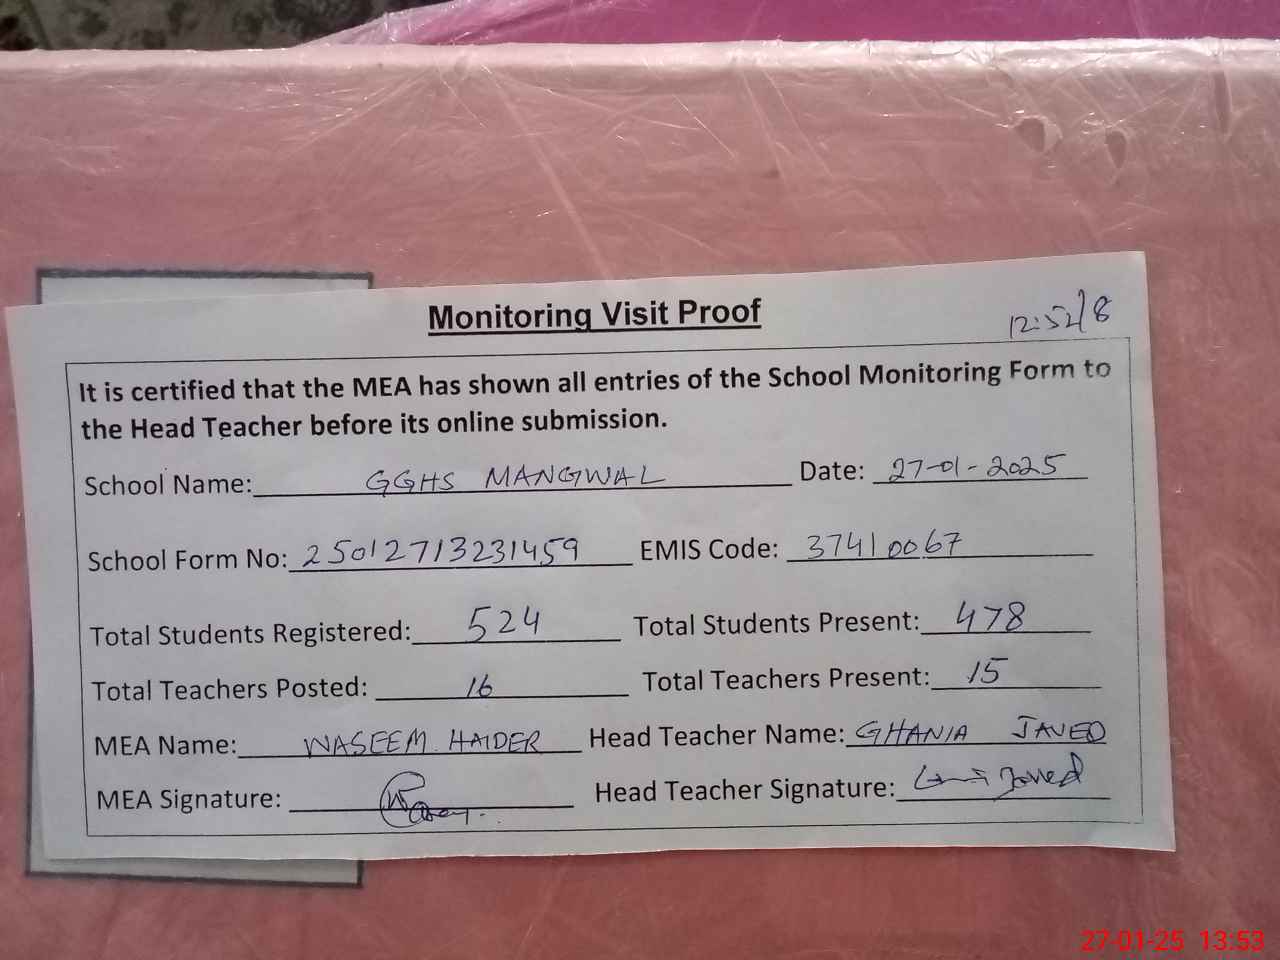 Monitoring Visit Proof
12:52/8
It is certified that the MEA has shown all entries of the School Monitoring Form to
the Head Teacher before its online submission.
School Name: GGHS MANGWAL Date: 27-01-2025
School Form No: 25012713231459 EMIS Code: 37410067
Total Students Registered: 524 Total Students Present: 478
Total Teachers Posted: 16 Total Teachers Present: 15
MEA Name: WASEEM HAIDER Head Teacher Name: GHANIA JAVED
MEA Signature: Head Teacher Signature: Javed
27-01-25 13:53